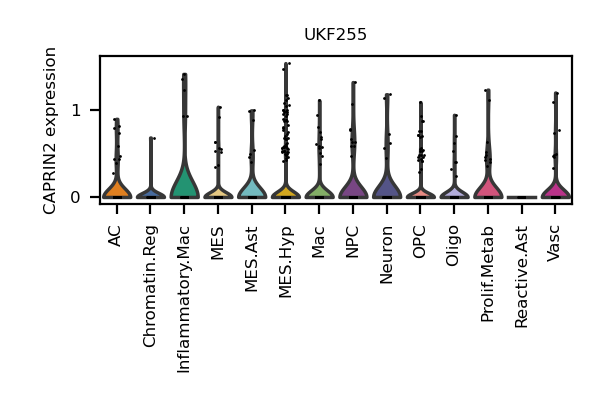 UKF255
CAPRIN2 expression
1
0
AC
Chromatin.Reg
Inflammatory.Mac
MES
MES.Ast
MES.Hyp
Mac
NPC
Neuron
OPC
Oligo
Prolif.Metab
Reactive.Ast
Vasc